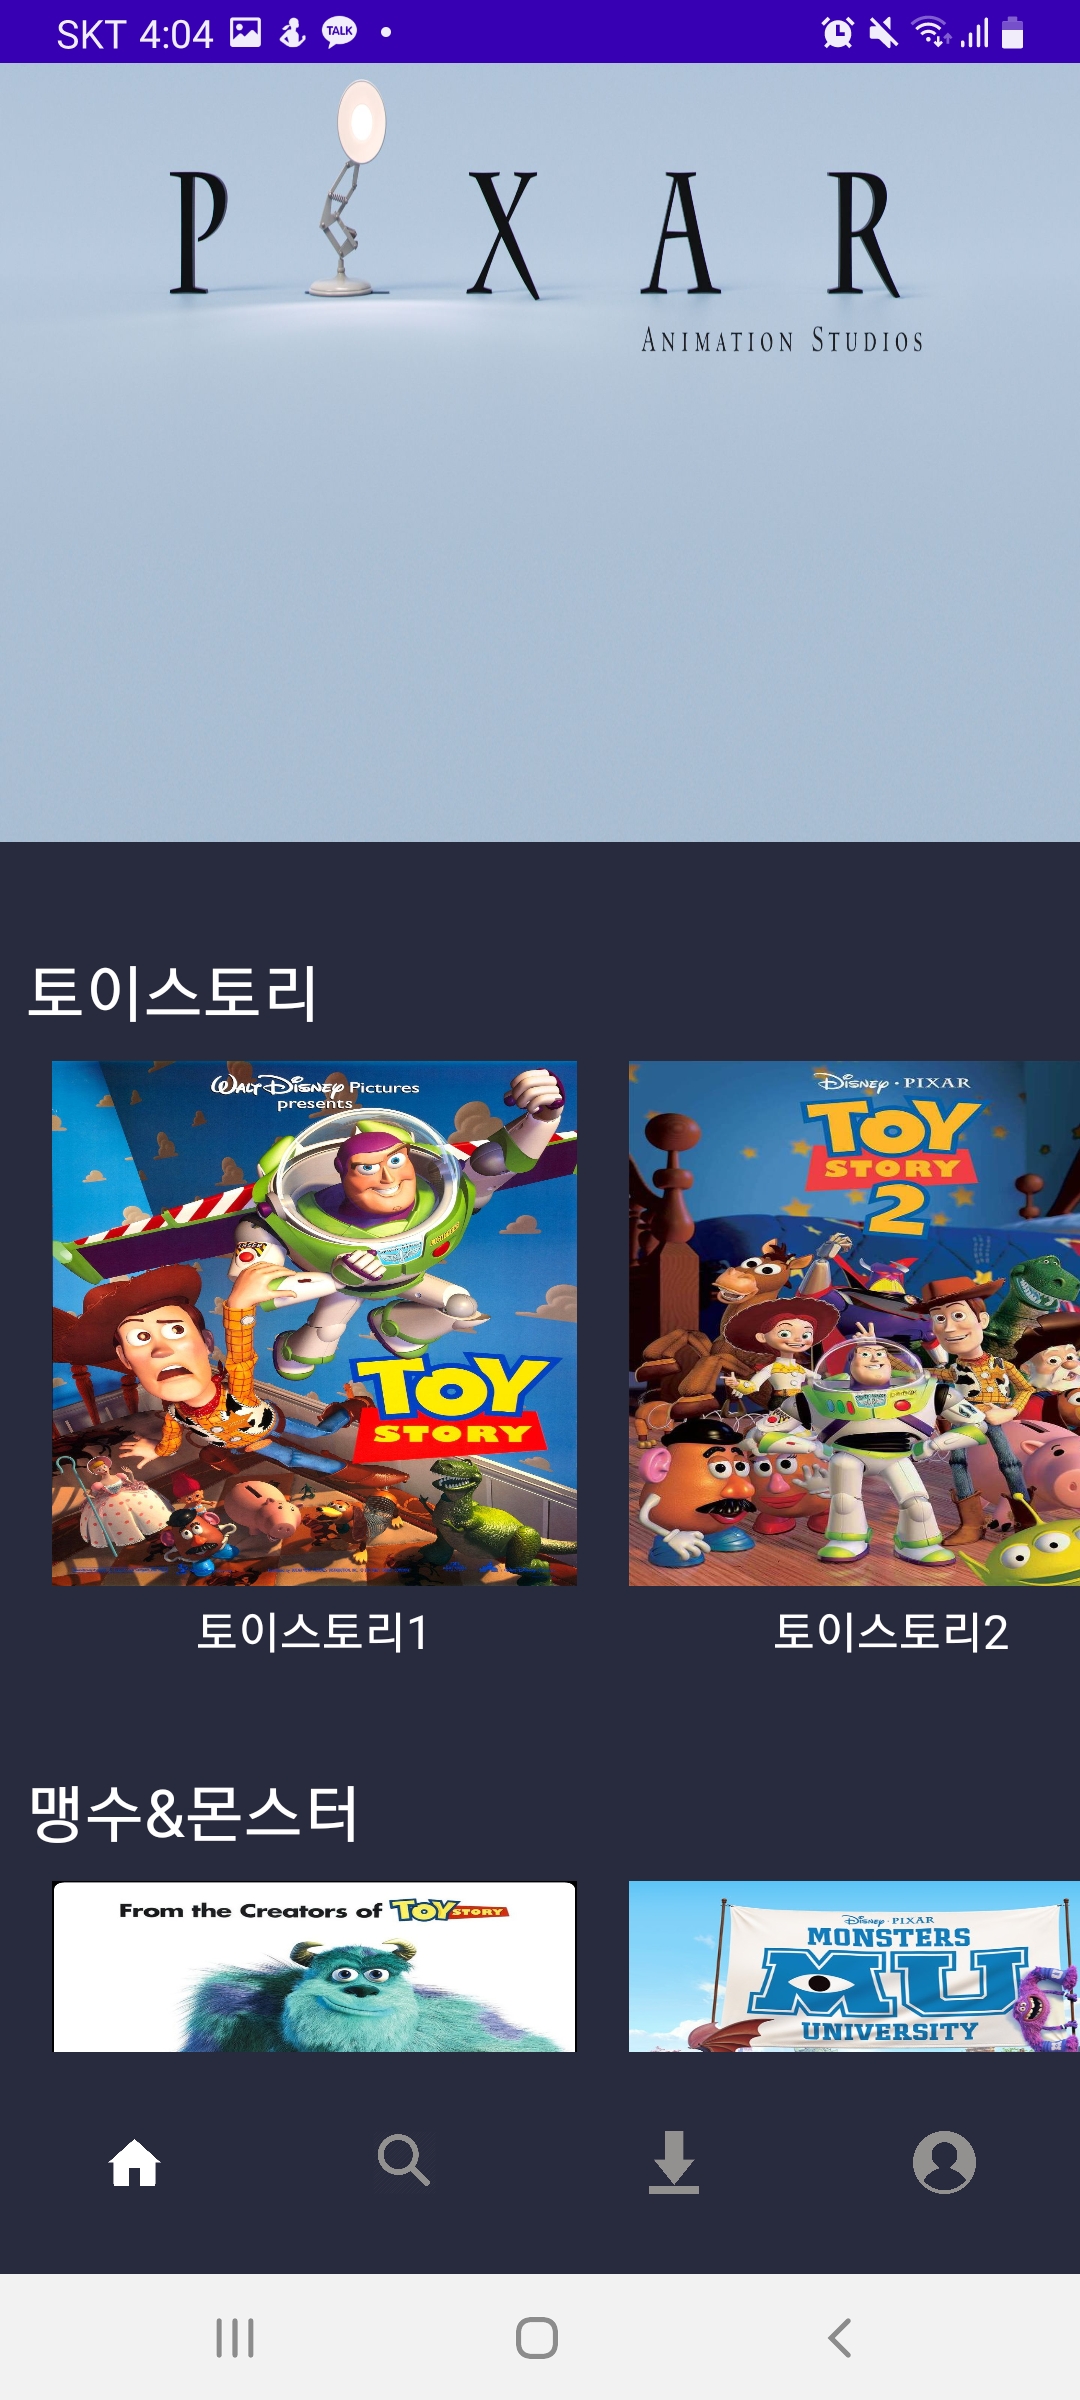 SKT 4:04
TALK
PIXAR
ANIMATION STUDIOS
토이스토리
WALT DISNEY Pictures
presents
TOY
STORY
DISNEY · PIXAR
TOY
STORY
2
토이스토리1
토이스토리2
맹수&몬스터
From the Creators of TOY STORY
DISNEY · PIXAR
MONSTERS
MU
UNIVERSITY